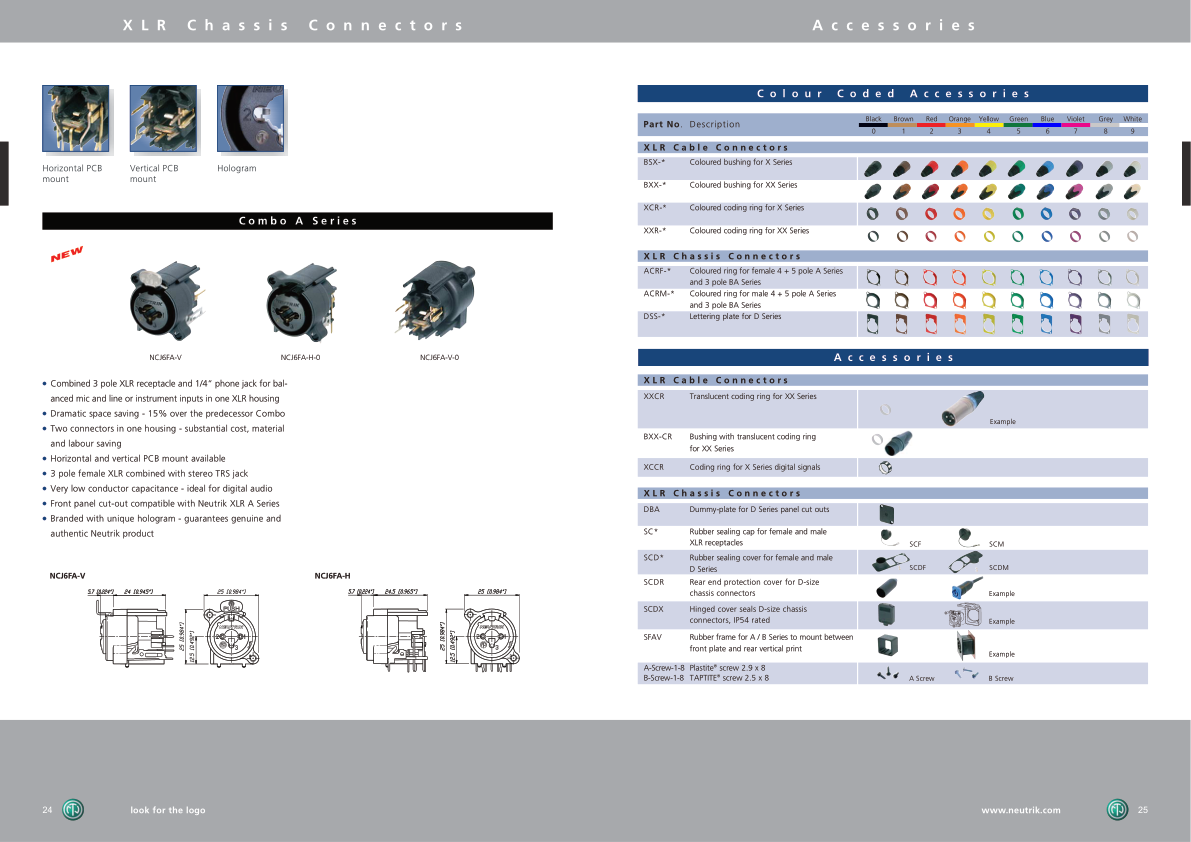 XLR Chassis Connectors
Horizontal PCB
mount
Vertical PCB
mount
Hologram
Combo A Series
NEW
NCJ6FA-V
NCJ6FA-H-0
NCJ6FA-V-0
• Combined 3 pole XLR receptacle and 1/4" phone jack for bal-
anced mic and line or instrument inputs in one XLR housing
• Dramatic space saving - 15% over the predecessor Combo
• Two connectors in one housing - substantial cost, material
and labour saving
• Horizontal and vertical PCB mount available
• 3 pole female XLR combined with stereo TRS jack
• Very low conductor capacitance - ideal for digital audio
• Front panel cut-out compatible with Neutrik XLR A Series
• Branded with unique hologram - guarantees genuine and
authentic Neutrik product
NCJ6FA-V
5.7 (0.224") 24 (0.945") 25 (0.984")
25 (0.984")
12.5 (0.492")
PUSH
NCJ6FA-H
5.7 (0.224") 24.5 (0.965") 25 (0.984")
25 (0.984")
12.5 (0.492")
24
look for the logo
Accessories
Colour Coded Accessories
Part No. Description Black Brown Red Orange Yellow Green Blue Violet Grey White
0 1 2 3 4 5 6 7 8 9
XLR Cable Connectors
BSX-* Coloured bushing for X Series
BXX-* Coloured bushing for XX Series
XCR-* Coloured coding ring for X Series
XXR-* Coloured coding ring for XX Series
XLR Chassis Connectors
ACRF-* Coloured ring for female 4 + 5 pole A Series
and 3 pole BA Series
ACRM-* Coloured ring for male 4 + 5 pole A Series
and 3 pole BA Series
DSS-* Lettering plate for D Series
Accessories
XLR Cable Connectors
XXCR Translucent coding ring for XX Series
Example
BXX-CR Bushing with translucent coding ring
for XX Series
XCCR Coding ring for X Series digital signals
XLR Chassis Connectors
DBA Dummy-plate for D Series panel cut outs
SC* Rubber sealing cap for female and male
XLR receptacles
SCF SCM
SCD* Rubber sealing cover for female and male
D Series
SCDF SCDM
SCDR Rear end protection cover for D-size
chassis connectors
Example
SCDX Hinged cover seals D-size chassis
connectors, IP54 rated
Example
SFAV Rubber frame for A / B Series to mount between
front plate and rear vertical print
Example
A-Screw-1-8 Plastite® screw 2.9 x 8
B-Screw-1-8 TAPTITE® screw 2.5 x 8
A Screw B Screw
www.neutrik.com
25